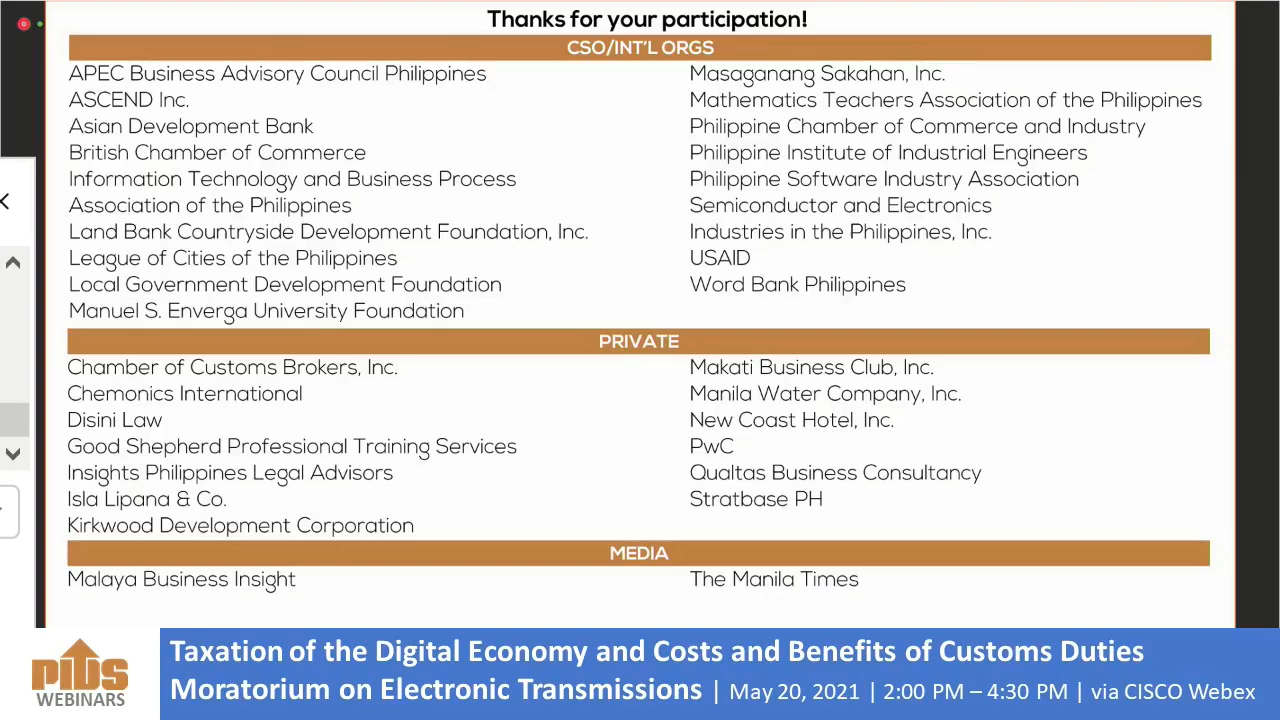 Thanks for your participation!
CSO/INT'L ORGS
APEC Business Advisory Council Philippines
ASCEND Inc.
Asian Development Bank
British Chamber of Commerce
Information Technology and Business Process
Association of the Philippines
Land Bank Countryside Development Foundation, Inc.
League of Cities of the Philippines
Local Government Development Foundation
Manuel S. Enverga University Foundation
Masaganang Sakahan, Inc.
Mathematics Teachers Association of the Philippines
Philippine Chamber of Commerce and Industry
Philippine Institute of Industrial Engineers
Philippine Software Industry Association
Semiconductor and Electronics
Industries in the Philippines, Inc.
USAID
Word Bank Philippines
PRIVATE
Chamber of Customs Brokers, Inc.
Chemonics International
Disini Law
Good Shepherd Professional Training Services
Insights Philippines Legal Advisors
Isla Lipana & Co.
Kirkwood Development Corporation
Makati Business Club, Inc.
Manila Water Company, Inc.
New Coast Hotel, Inc.
PwC
Qualtas Business Consultancy
Stratbase PH
MEDIA
Malaya Business Insight
The Manila Times
PIDS
WEBINARS
Taxation of the Digital Economy and Costs and Benefits of Customs Duties
Moratorium on Electronic Transmissions | May 20, 2021 | 2:00 PM – 4:30 PM | via CISCO Webex